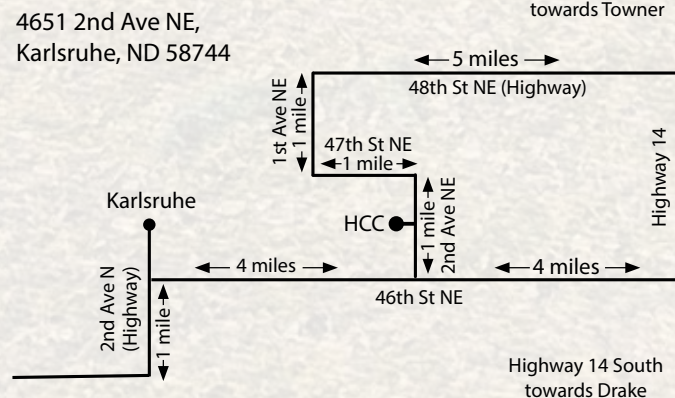 4651 2nd Ave NE,
Karlsruhe, ND 58744
towards Towner
5 miles
48th St NE (Highway)
1st Ave NE
1 mile
47th St NE
1 mile
Highway 14
Karlsruhe
HCC
1 mile
2nd Ave NE
4 miles
4 miles
46th St NE
2nd Ave N
(Highway)
1 mile
Highway 14 South
towards Drake